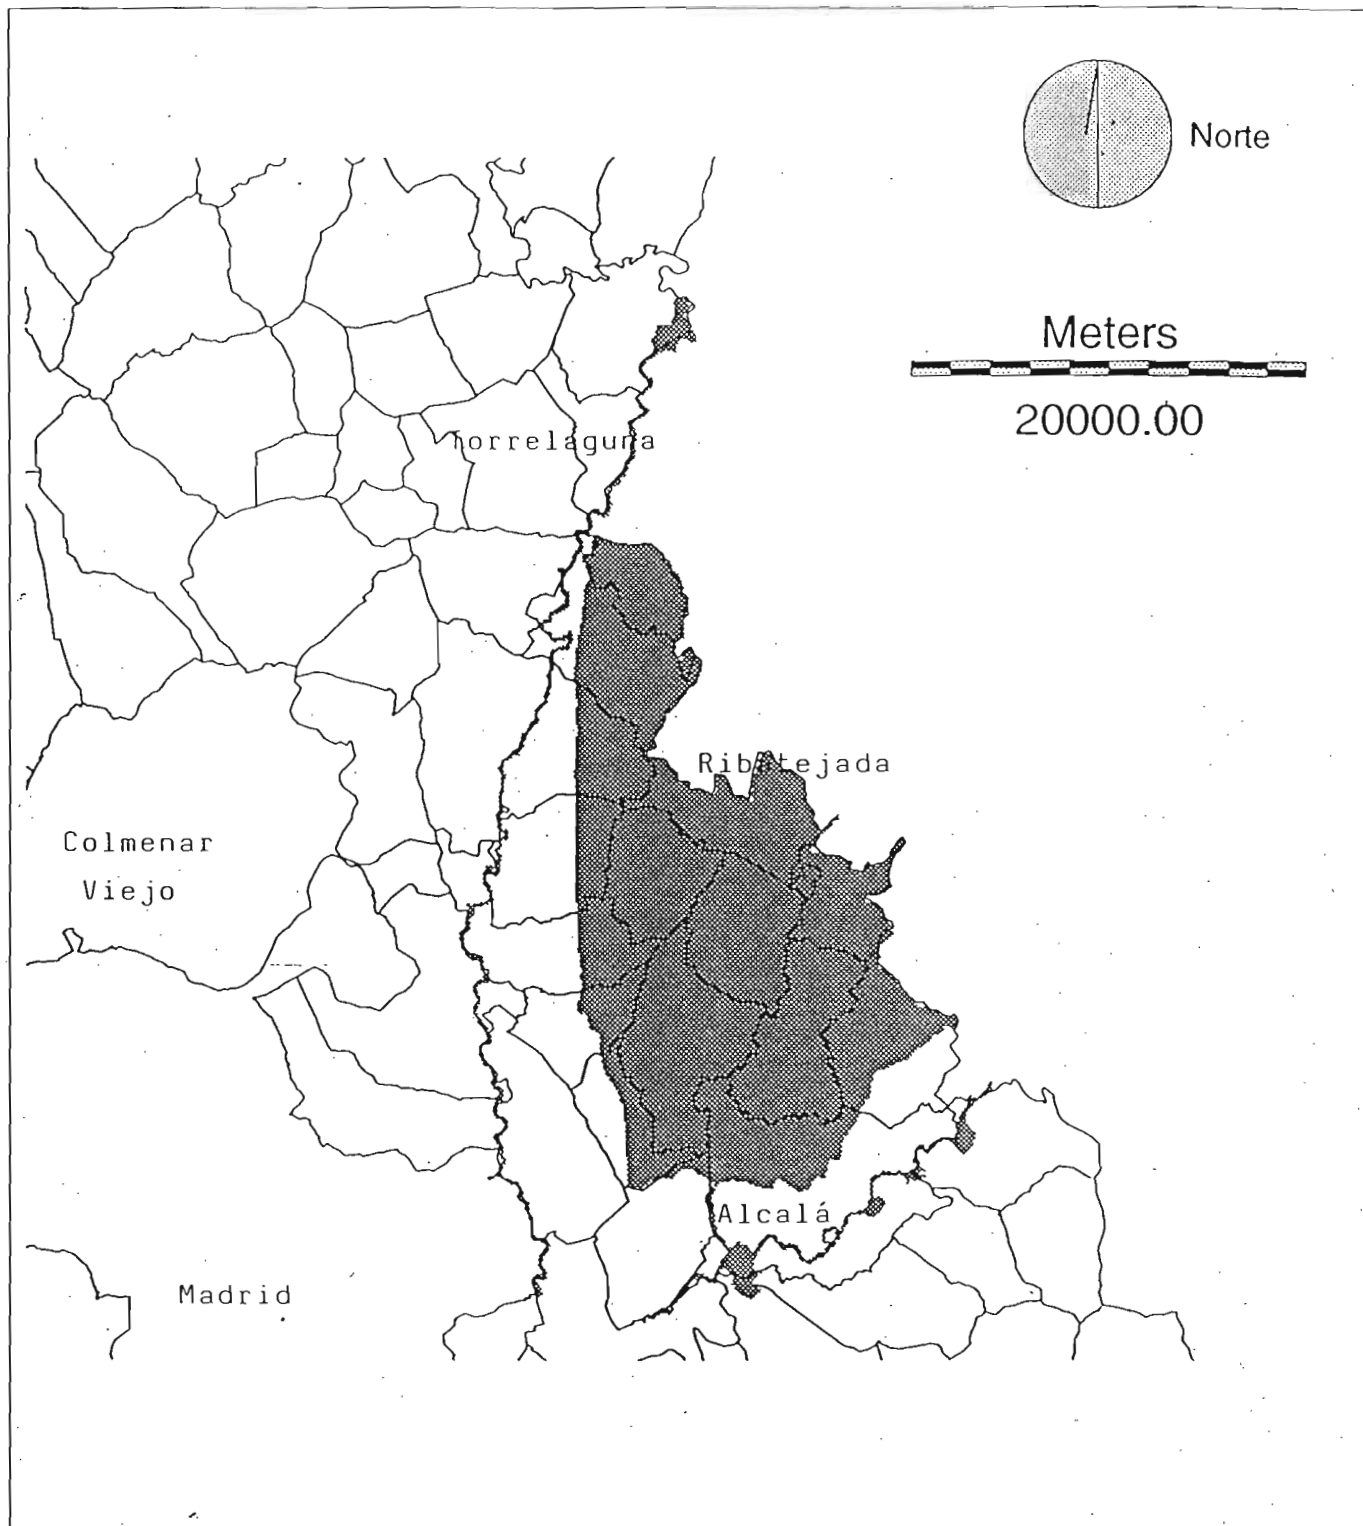 Norte
Meters
20000.00
Torrelaguna
Ribatejada
Colmenar
Viejo
Alcalá
Madrid